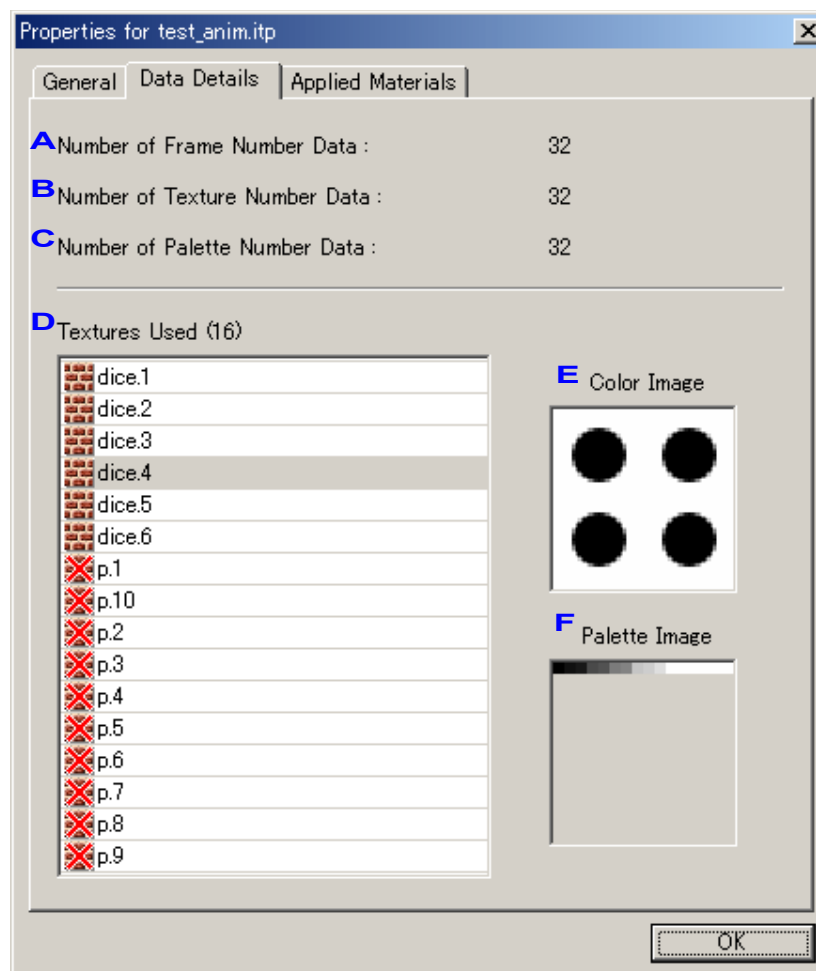 Properties for test_anim.itp
General Data Details Applied Materials
A Number of Frame Number Data : 32
B Number of Texture Number Data : 32
C Number of Palette Number Data : 32
D Textures Used (16)
dice.1
dice.2
dice.3
dice.4
dice.5
dice.6
p.1
p.10
p.2
p.3
p.4
p.5
p.6
p.7
p.8
p.9
E Color Image
F Palette Image
OK